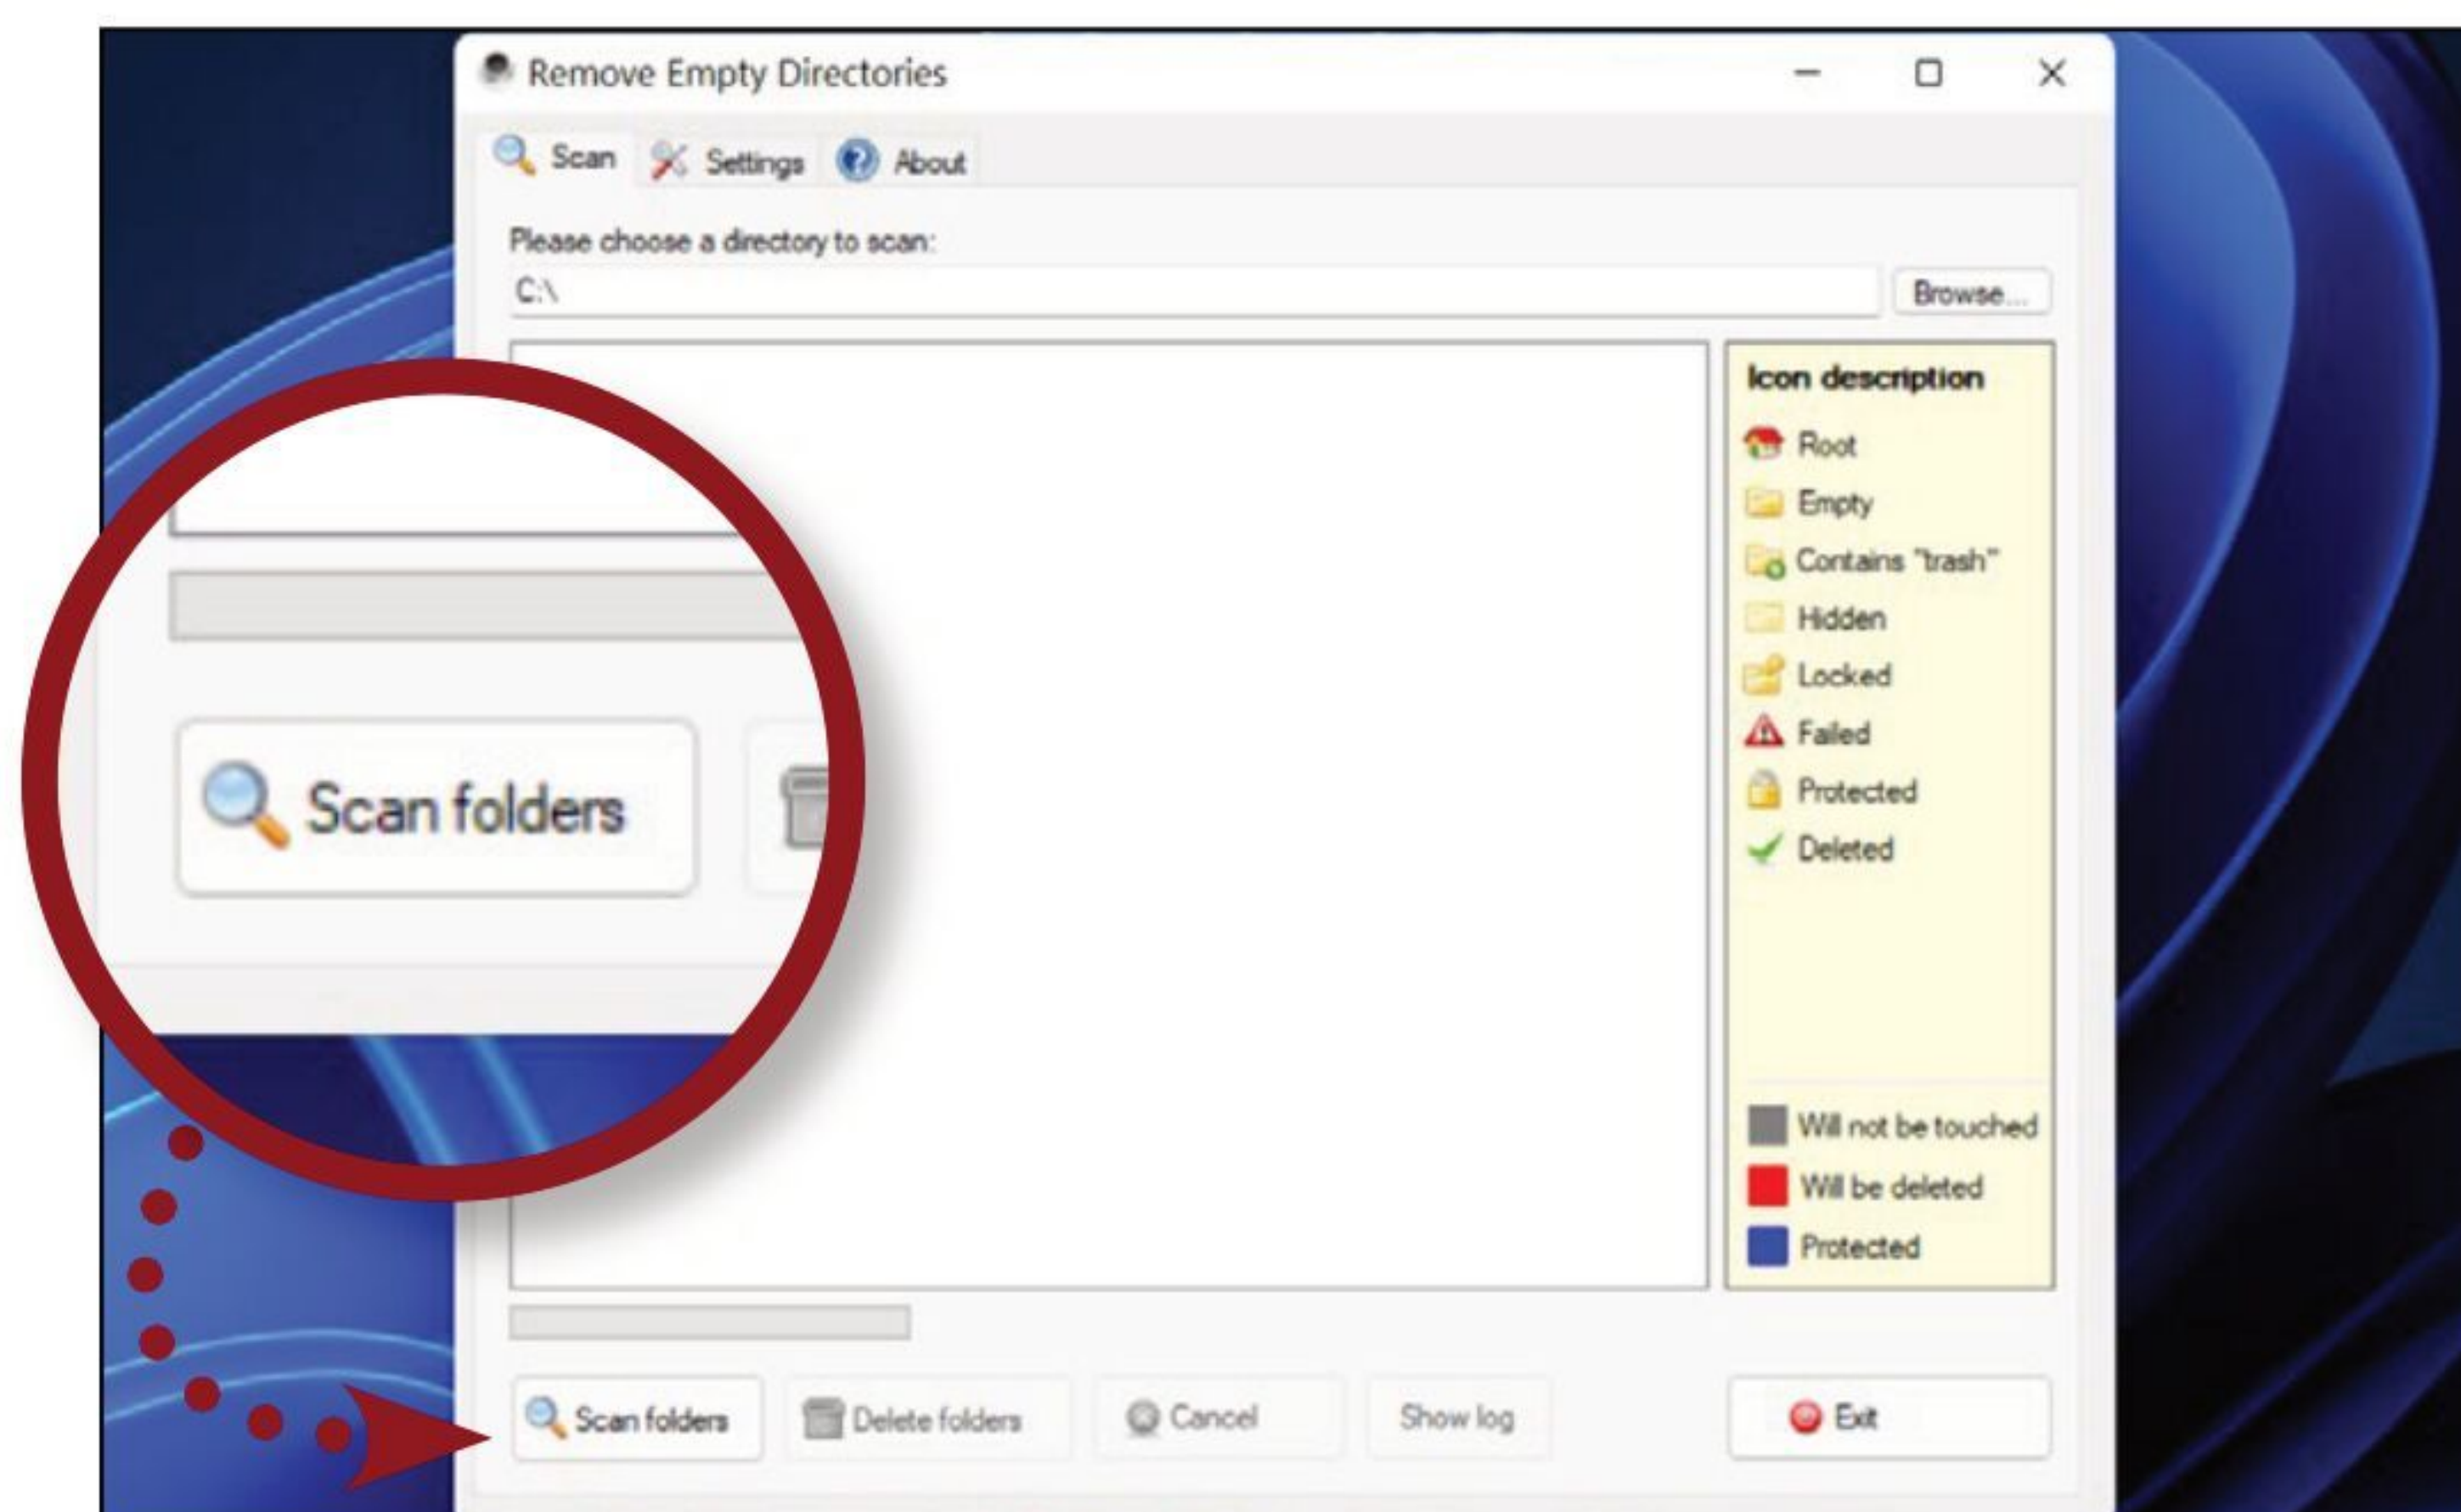 Remove Empty Directories
Scan Settings About
Please choose a directory to scan:
C:\
Browse...
Icon description
Root
Empty
Contains "trash"
Hidden
Locked
Failed
Protected
Deleted
Scan folders
Will not be touched
Will be deleted
Protected
Scan folders Delete folders Cancel Show log Exit